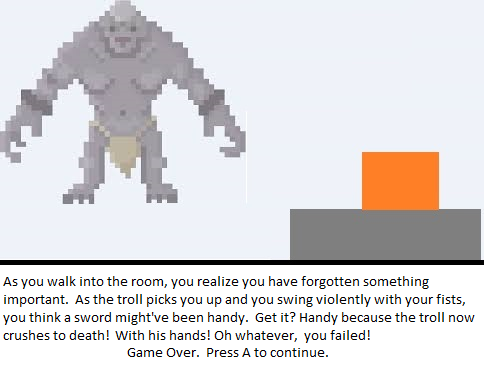 As you walk into the room, you realize you have forgotten something
important.  As the troll picks you up and you swing violently with your fists,
you think a sword might've been handy.  Get it? Handy because the troll now
crushes to death!  With his hands! Oh whatever,  you failed!
Game Over.  Press A to continue.